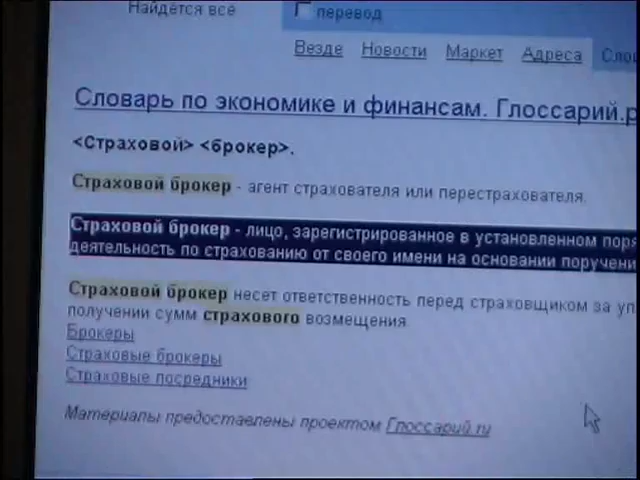 Найдётся всё
перевод
Везде Новости Маркет Адреса
Словарь по экономике и финансам. Глоссарий.р
<Страховой> <брокер>.
Страховой брокер - агент страхователя или перестрахователя.
Страховой брокер - лицо, зарегистрированное в установленном поря
деятельность по страхованию от своего имени на основании поручени
Страховой брокер несет ответственность перед страховщиком за уп
получении сумм страхового возмещения.
Брокеры
Страховые брокеры
Страховые посредники
Материалы предоставлены проектом Глоссарий.ru